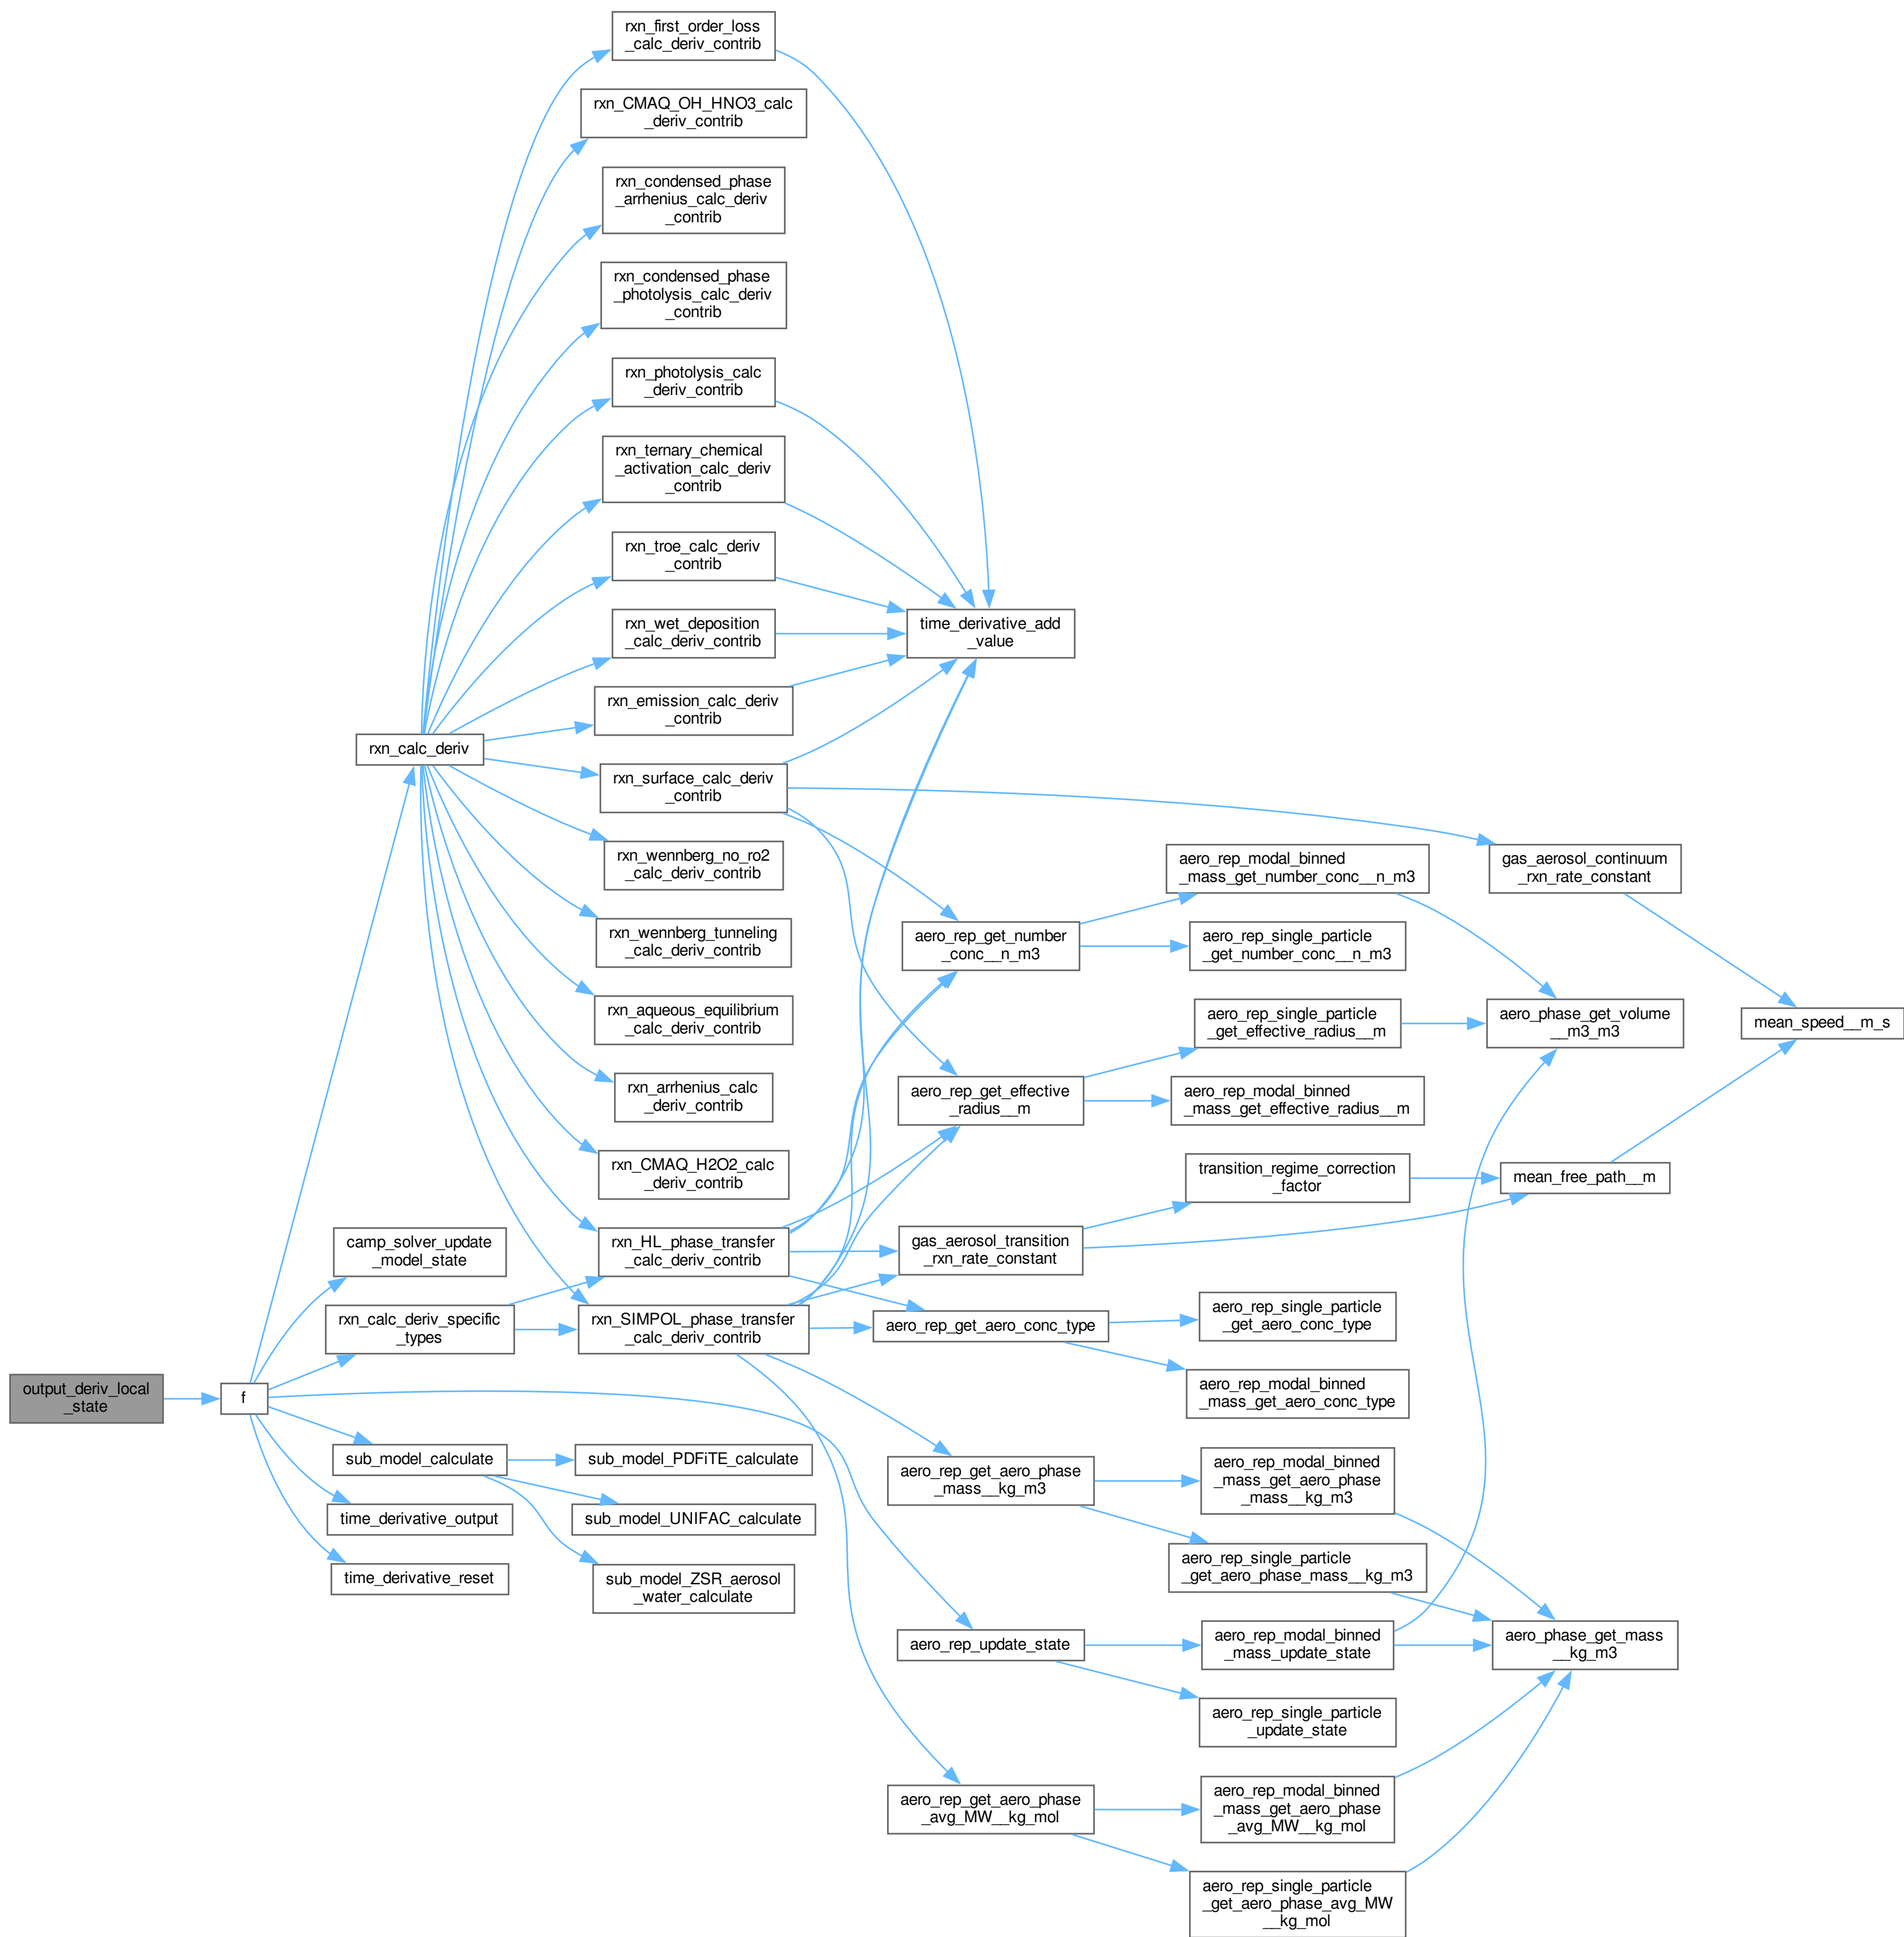 rxn_first_order_loss
_calc_deriv_contrib
rxn_CMAQ_OH_HNO3_calc
_deriv_contrib
rxn_condensed_phase
_arrhenius_calc_deriv
_contrib
rxn_condensed_phase
_photolysis_calc_deriv
_contrib
rxn_photolysis_calc
_deriv_contrib
rxn_ternary_chemical
_activation_calc_deriv
_contrib
rxn_troe_calc_deriv
_contrib
rxn_wet_deposition
_calc_deriv_contrib
time_derivative_add
_value
rxn_emission_calc_deriv
_contrib
rxn_calc_deriv
rxn_surface_calc_deriv
_contrib
rxn_wennberg_no_ro2
_calc_deriv_contrib
aero_rep_modal_binned
_mass_get_number_conc__n_m3
gas_aerosol_continuum
_rxn_rate_constant
rxn_wennberg_tunneling
_calc_deriv_contrib
aero_rep_get_number
_conc__n_m3
aero_rep_single_particle
_get_number_conc__n_m3
rxn_aqueous_equilibrium
_calc_deriv_contrib
aero_rep_single_particle
_get_effective_radius__m
aero_phase_get_volume
__m3_m3
mean_speed__m_s
rxn_arrhenius_calc
_deriv_contrib
aero_rep_get_effective
_radius__m
aero_rep_modal_binned
_mass_get_effective_radius__m
rxn_CMAQ_H2O2_calc
_deriv_contrib
transition_regime_correction
_factor
mean_free_path__m
camp_solver_update
_model_state
rxn_HL_phase_transfer
_calc_deriv_contrib
gas_aerosol_transition
_rxn_rate_constant
rxn_calc_deriv_specific
_types
rxn_SIMPOL_phase_transfer
_calc_deriv_contrib
aero_rep_get_aero_conc_type
aero_rep_single_particle
_get_aero_conc_type
output_deriv_local
_state
f
aero_rep_modal_binned
_mass_get_aero_conc_type
sub_model_calculate
sub_model_PDFiTE_calculate
aero_rep_get_aero_phase
_mass__kg_m3
aero_rep_modal_binned
_mass_get_aero_phase
_mass__kg_m3
time_derivative_output
sub_model_UNIFAC_calculate
time_derivative_reset
sub_model_ZSR_aerosol
_water_calculate
aero_rep_single_particle
_get_aero_phase_mass__kg_m3
aero_rep_update_state
aero_rep_modal_binned
_mass_update_state
aero_phase_get_mass
__kg_m3
aero_rep_single_particle
_update_state
aero_rep_get_aero_phase
_avg_MW__kg_mol
aero_rep_modal_binned
_mass_get_aero_phase
_avg_MW__kg_mol
aero_rep_single_particle
_get_aero_phase_avg_MW
__kg_mol